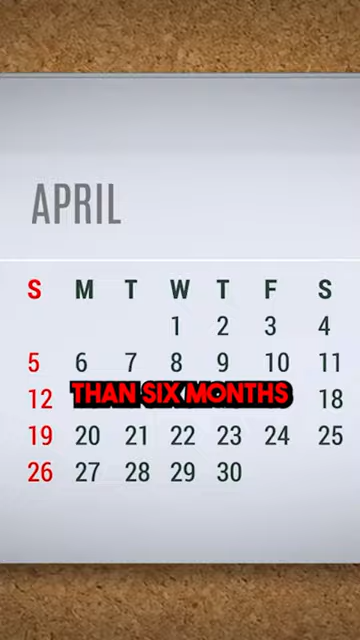 APRIL
S M T W T F S
1 2 3 4
5 6 7 8 9 10 11
12 THAN SIX MONTHS 18
19 20 21 22 23 24 25
26 27 28 29 30